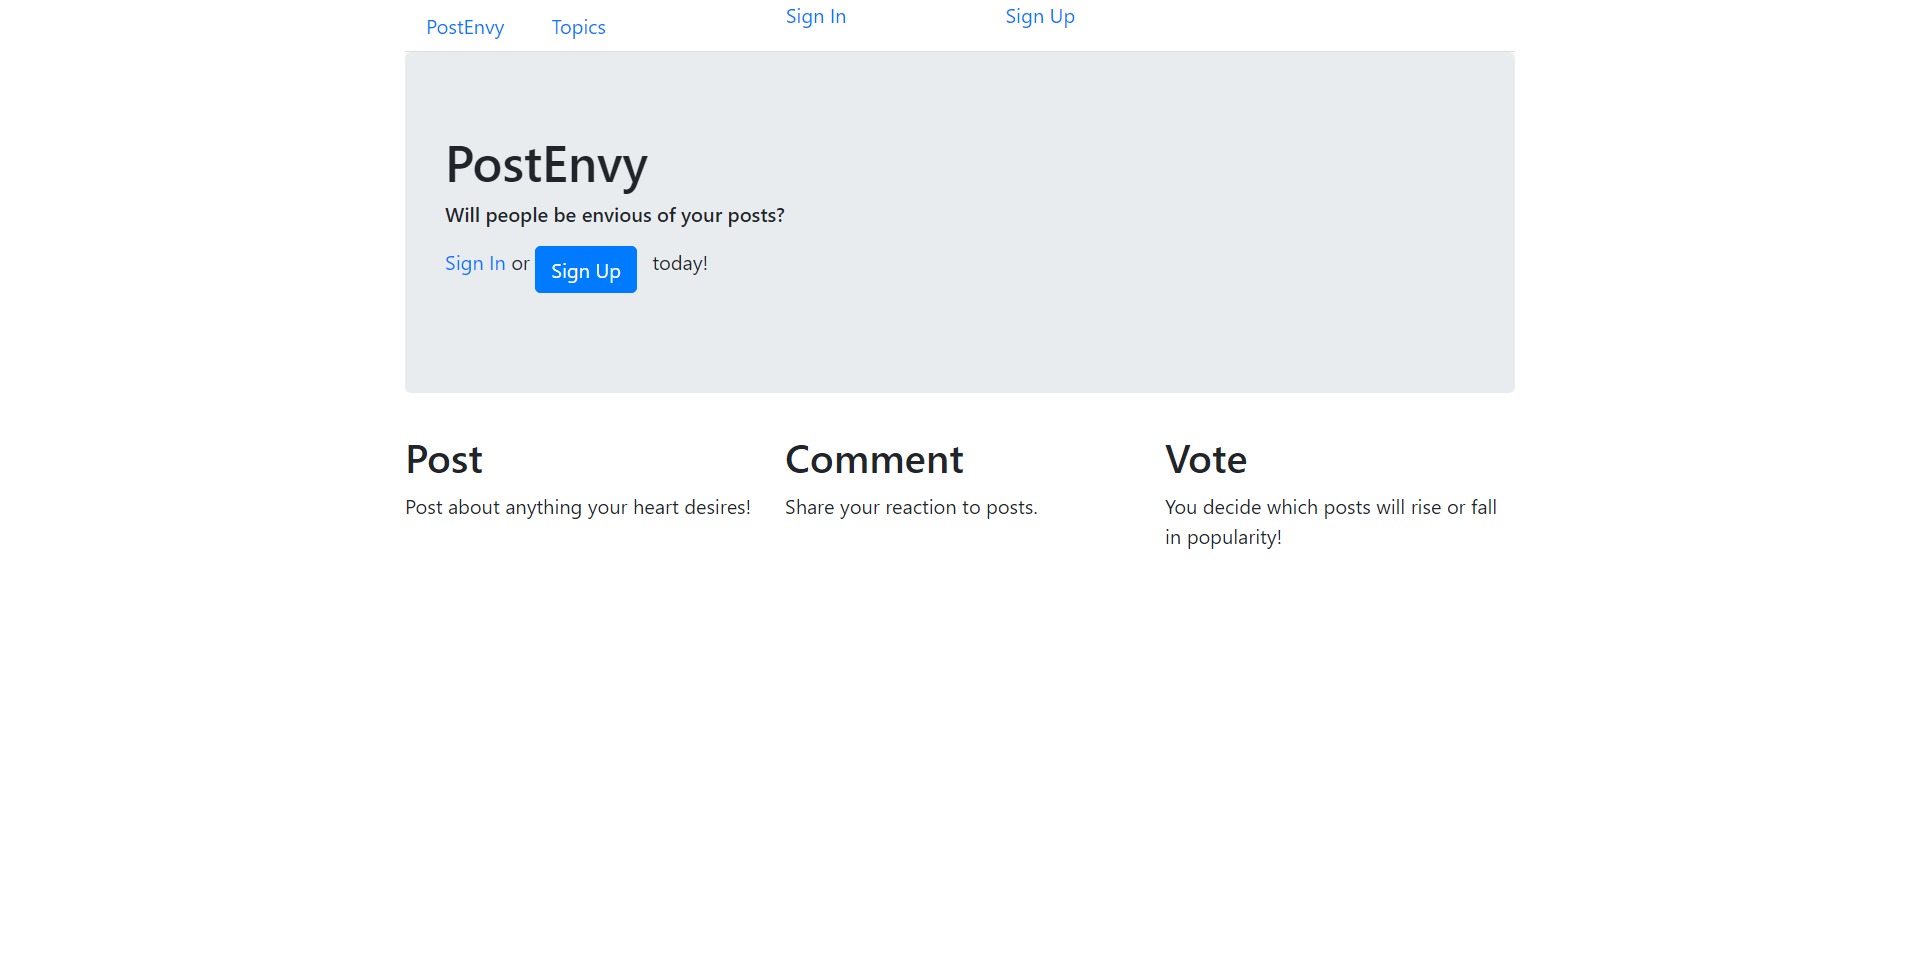 PostEnvy Topics Sign In Sign Up
PostEnvy
Will people be envious of your posts?
Sign In or Sign Up today!
Post
Post about anything your heart desires!
Comment
Share your reaction to posts.
Vote
You decide which posts will rise or fall
in popularity!